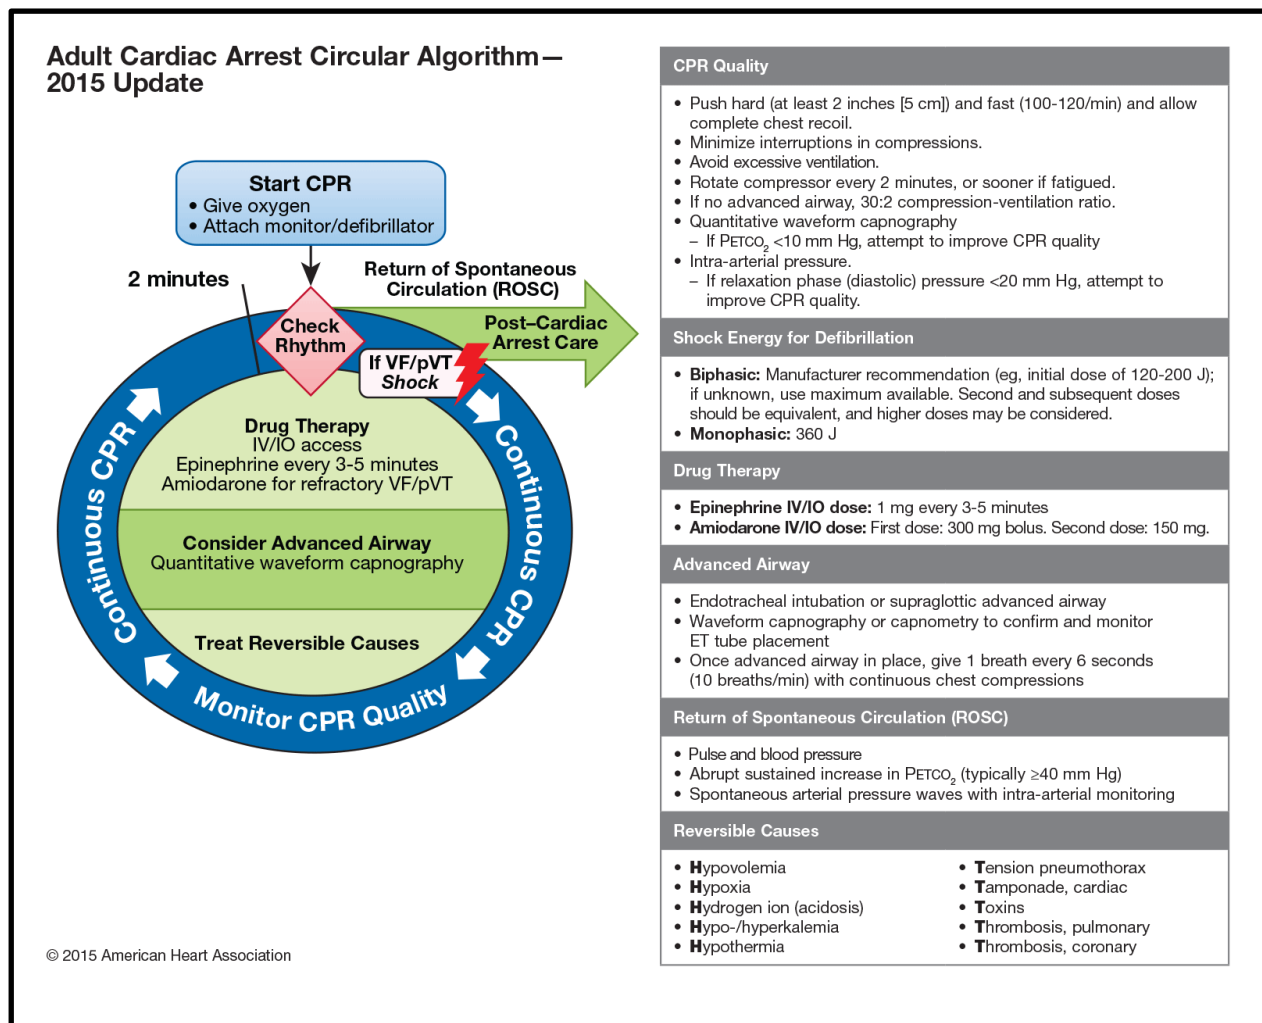 Adult Cardiac Arrest Circular Algorithm—
2015 Update
Start CPR
• Give oxygen
• Attach monitor/defibrillator
2 minutes
Return of Spontaneous
Circulation (ROSC)
Check
Rhythm
Post–Cardiac
Arrest Care
If VF/pVT
Shock
Drug Therapy
IV/IO access
Epinephrine every 3-5 minutes
Amiodarone for refractory VF/pVT
Consider Advanced Airway
Quantitative waveform capnography
Treat Reversible Causes
Continuous CPR
Continuous CPR
Monitor CPR Quality
© 2015 American Heart Association
CPR Quality
• Push hard (at least 2 inches [5 cm]) and fast (100-120/min) and allow
complete chest recoil.
• Minimize interruptions in compressions.
• Avoid excessive ventilation.
• Rotate compressor every 2 minutes, or sooner if fatigued.
• If no advanced airway, 30:2 compression-ventilation ratio.
• Quantitative waveform capnography
– If PETCO₂ <10 mm Hg, attempt to improve CPR quality
• Intra-arterial pressure.
– If relaxation phase (diastolic) pressure <20 mm Hg, attempt to
improve CPR quality.
Shock Energy for Defibrillation
• Biphasic: Manufacturer recommendation (eg, initial dose of 120-200 J);
if unknown, use maximum available. Second and subsequent doses
should be equivalent, and higher doses may be considered.
• Monophasic: 360 J
Drug Therapy
• Epinephrine IV/IO dose: 1 mg every 3-5 minutes
• Amiodarone IV/IO dose: First dose: 300 mg bolus. Second dose: 150 mg.
Advanced Airway
• Endotracheal intubation or supraglottic advanced airway
• Waveform capnography or capnometry to confirm and monitor
ET tube placement
• Once advanced airway in place, give 1 breath every 6 seconds
(10 breaths/min) with continuous chest compressions
Return of Spontaneous Circulation (ROSC)
• Pulse and blood pressure
• Abrupt sustained increase in PETCO₂ (typically ≥40 mm Hg)
• Spontaneous arterial pressure waves with intra-arterial monitoring
Reversible Causes
• Hypovolemia
• Hypoxia
• Hydrogen ion (acidosis)
• Hypo-/hyperkalemia
• Hypothermia
• Tension pneumothorax
• Tamponade, cardiac
• Toxins
• Thrombosis, pulmonary
• Thrombosis, coronary